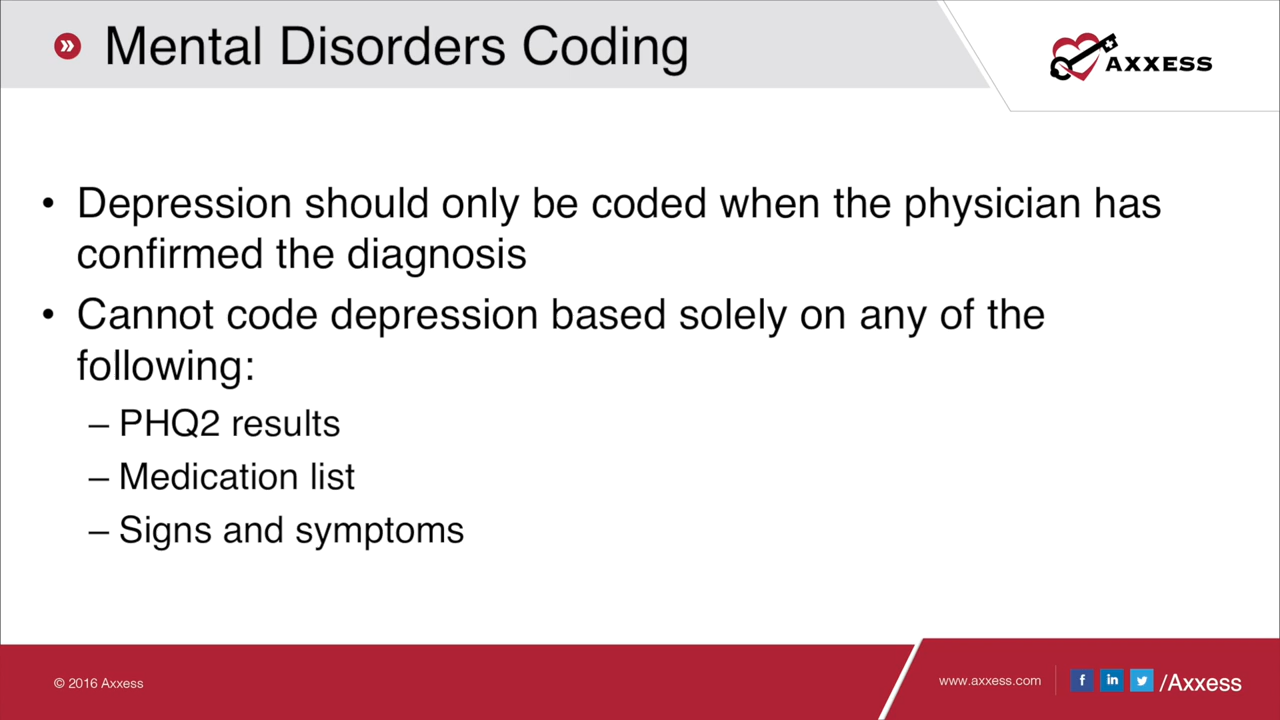 Mental Disorders Coding
AXXESS
• Depression should only be coded when the physician has
confirmed the diagnosis
• Cannot code depression based solely on any of the
following:
– PHQ2 results
– Medication list
– Signs and symptoms
© 2016 Axxess
www.axxess.com
f in /Axxess